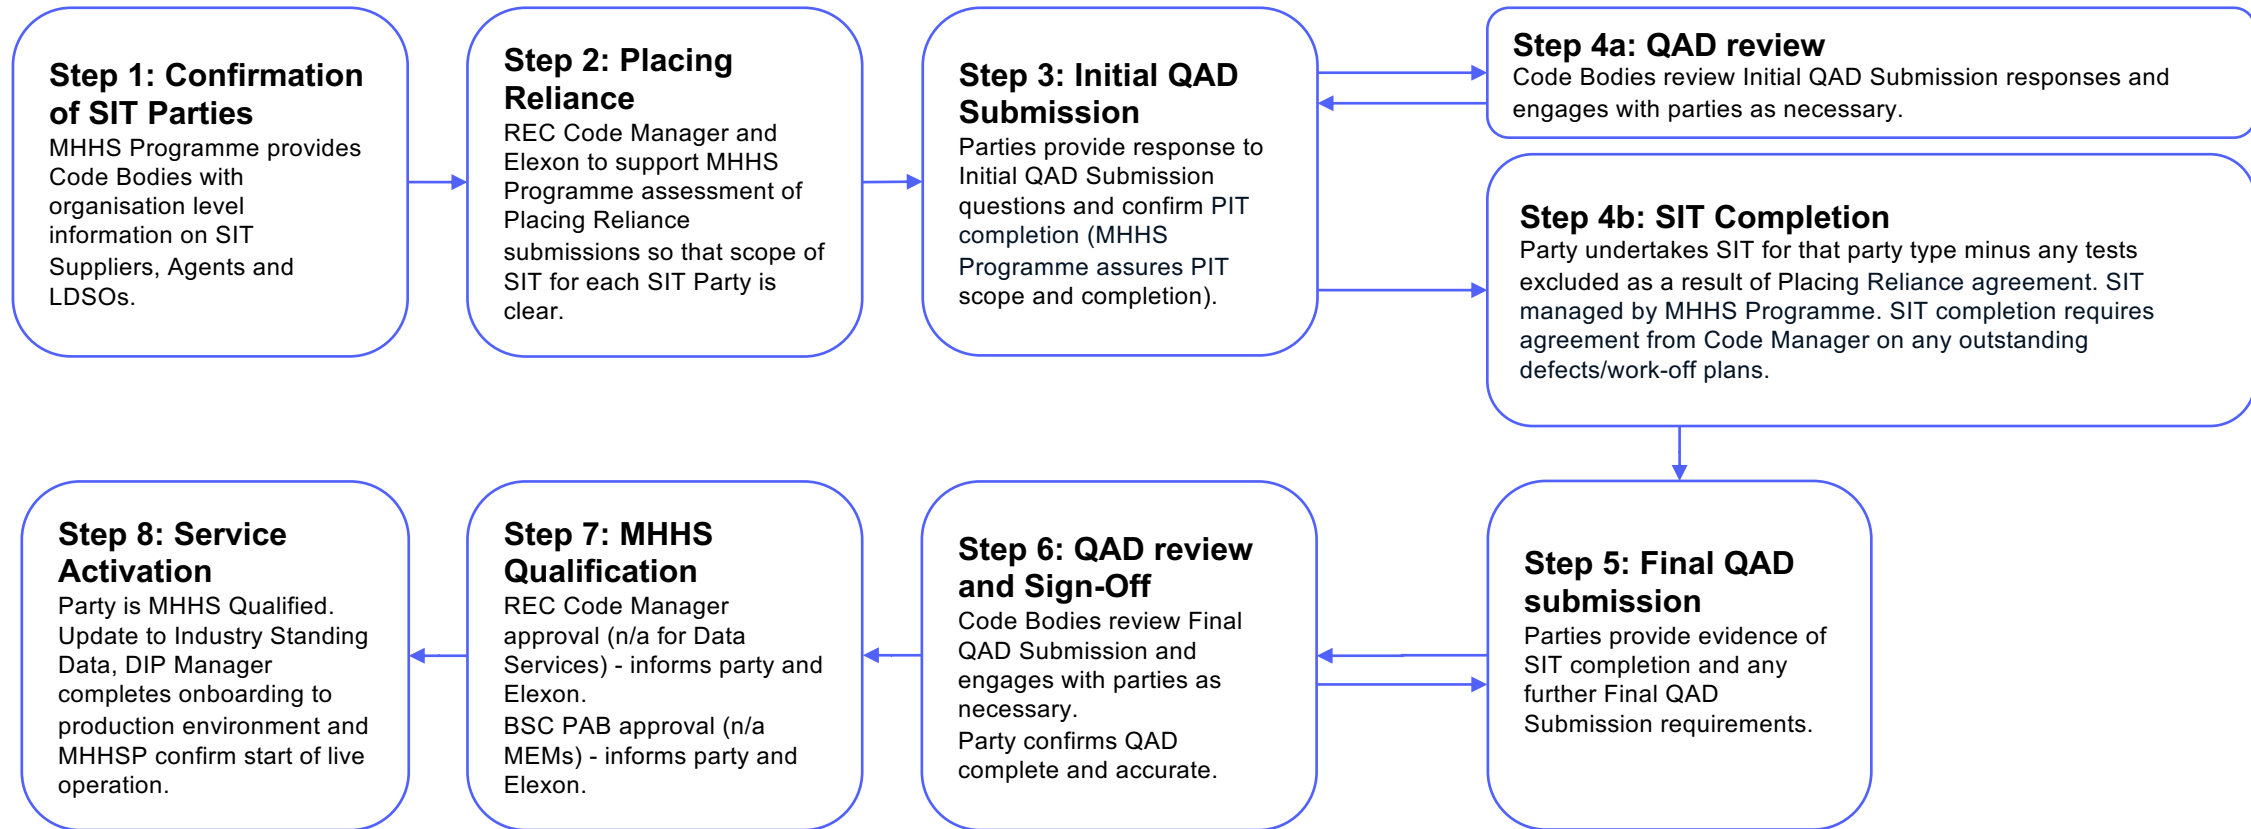 Step 1: Confirmation
of SIT Parties
MHHS Programme provides
Code Bodies with
organisation level
information on SIT
Suppliers, Agents and
LDSOs.
Step 2: Placing
Reliance
REC Code Manager and
Elexon to support MHHS
Programme assessment of
Placing Reliance
submissions so that scope of
SIT for each SIT Party is
clear.
Step 3: Initial QAD
Submission
Parties provide response to
Initial QAD Submission
questions and confirm PIT
completion (MHHS
Programme assures PIT
scope and completion).
Step 4a: QAD review
Code Bodies review Initial QAD Submission responses and
engages with parties as necessary.
Step 4b: SIT Completion
Party undertakes SIT for that party type minus any tests
excluded as a result of Placing Reliance agreement. SIT
managed by MHHS Programme. SIT completion requires
agreement from Code Manager on any outstanding
defects/work-off plans.
Step 5: Final QAD
submission
Parties provide evidence of
SIT completion and any
further Final QAD
Submission requirements.
Step 6: QAD review
and Sign-Off
Code Bodies review Final
QAD Submission and
engages with parties as
necessary.
Party confirms QAD
complete and accurate.
Step 7: MHHS
Qualification
REC Code Manager
approval (n/a for Data
Services) - informs party and
Elexon.
BSC PAB approval (n/a
MEMs) - informs party and
Elexon.
Step 8: Service
Activation
Party is MHHS Qualified.
Update to Industry Standing
Data, DIP Manager
completes onboarding to
production environment and
MHHSP confirm start of live
operation.